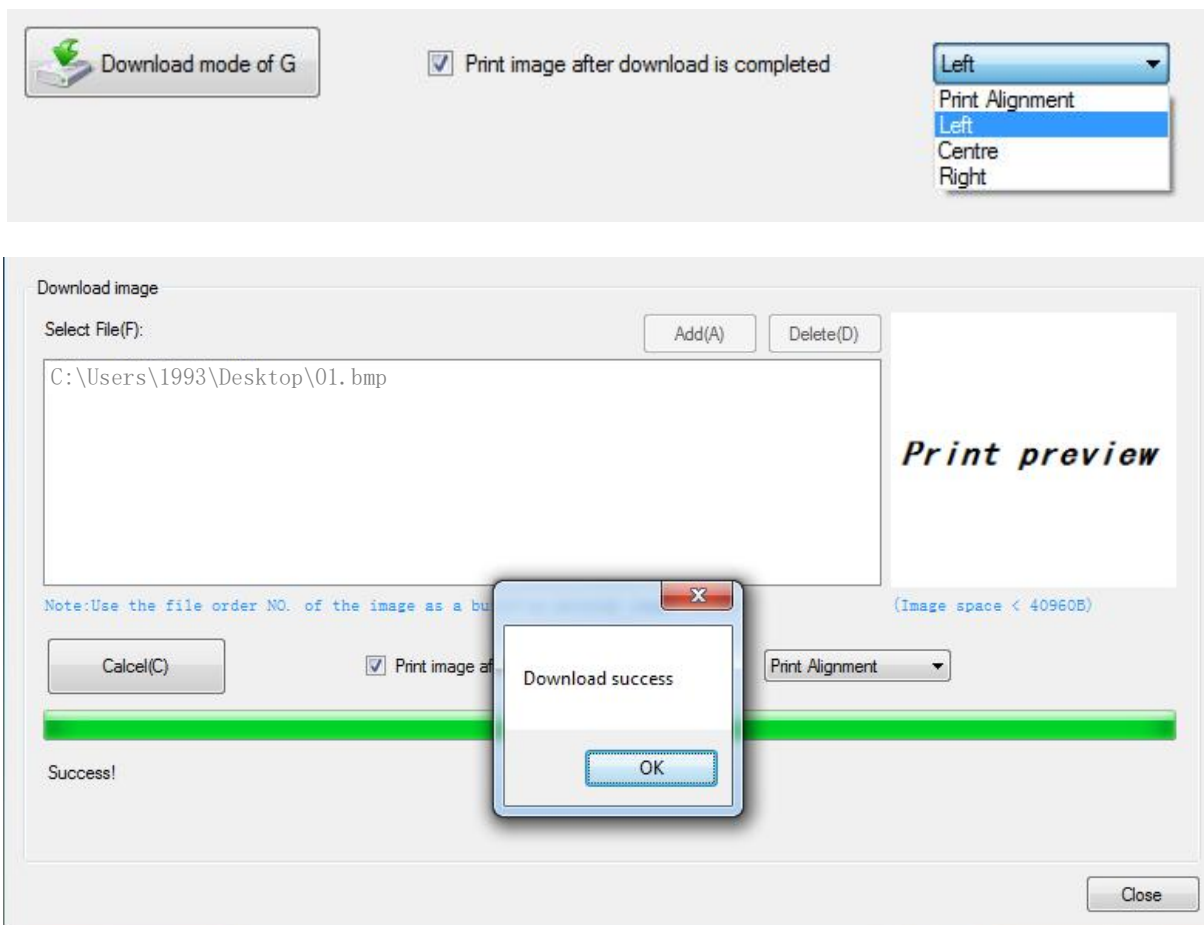 Download mode of G Print image after download is completed Left
Print Alignment
Left
Centre
Right
Download image
Select File(F): Add(A) Delete(D)
C:\Users\1993\Desktop\01.bmp
Print preview
Note:Use the file order NO. of the image as a
(Image space < 40960B)
Calcel(C) Print image Print Alignment
Download success
OK
Success!
Close